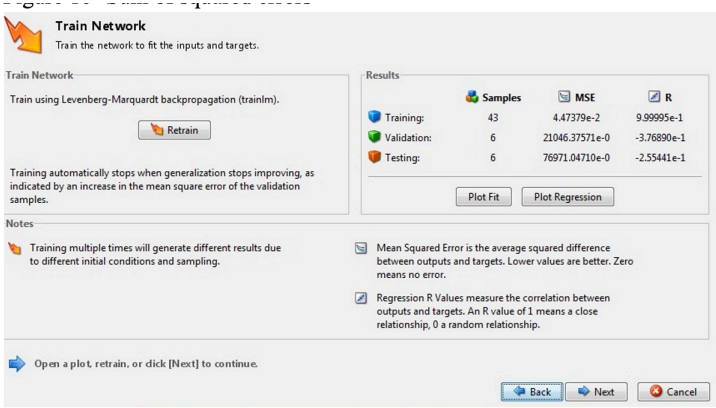 Train Network
Train the network to fit the inputs and targets.
Train Network
Train using Levenberg-Marquardt backpropagation (trainlm).
Retrain
Training automatically stops when generalization stops improving, as
indicated by an increase in the mean square error of the validation
samples.
Results
Samples MSE R
Training: 43 4.47379e-2 9.99995e-1
Validation: 6 21046.37571e-0 -3.76890e-1
Testing: 6 76971.04710e-0 -2.55441e-1
Plot Fit Plot Regression
Notes
Training multiple times will generate different results due
to different initial conditions and sampling.
Mean Squared Error is the average squared difference
between outputs and targets. Lower values are better. Zero
means no error.
Regression R Values measure the correlation between
outputs and targets. An R value of 1 means a close
relationship, 0 a random relationship.
Open a plot, retrain, or click [Next] to continue.
Back Next Cancel